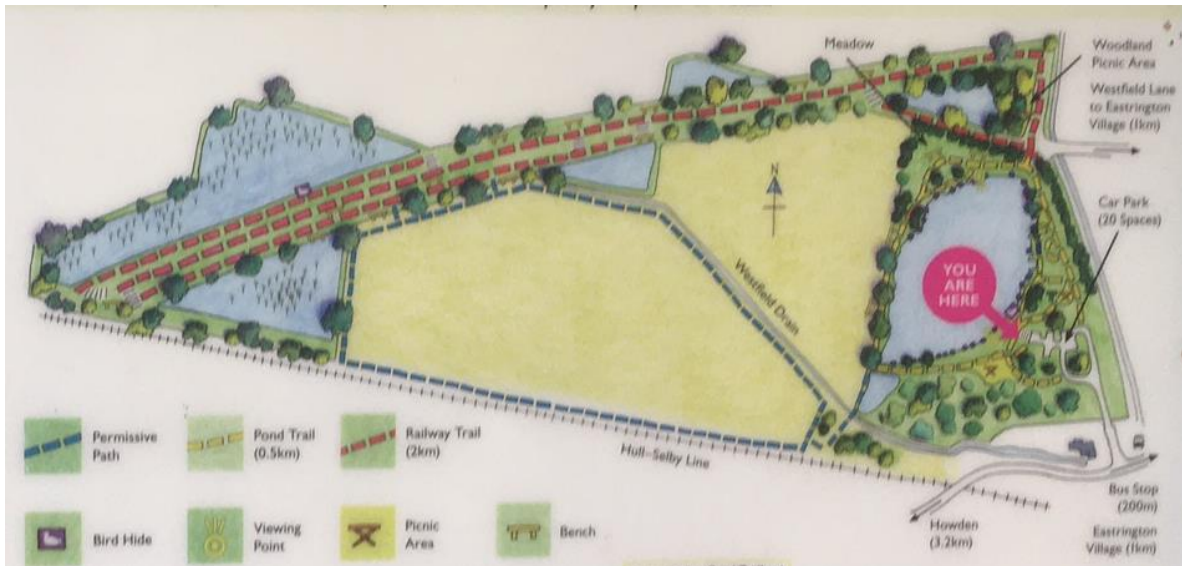 Meadow
Woodland
Picnic Area
Westfield Lane
to Eastrington
Village (1km)
N
Car Park
(20 Spaces)
YOU
ARE
HERE
Westfield Drain
Hull-Selby Line
Bus Stop
(200m)
Eastrington
Village (1km)
Howden
(3.2km)
Permissive
Path
Pond Trail
(0.5km)
Railway Trail
(2km)
Bird Hide
Viewing
Point
Picnic
Area
Bench